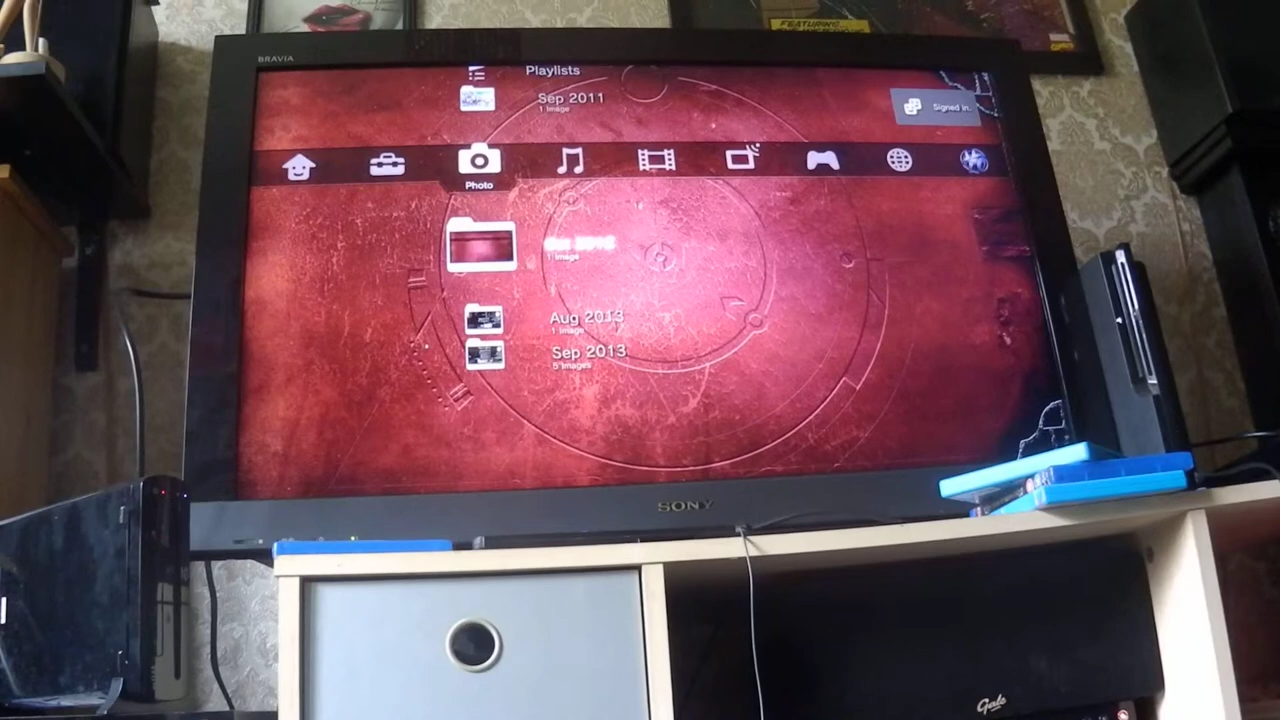 FEATURING...
BRAVIA
Playlists
Sep 2011
1 Image
Signed in.
Photo
1 Image
Aug 2013
1 Image
Sep 2013
5 Images
SONY
Gale